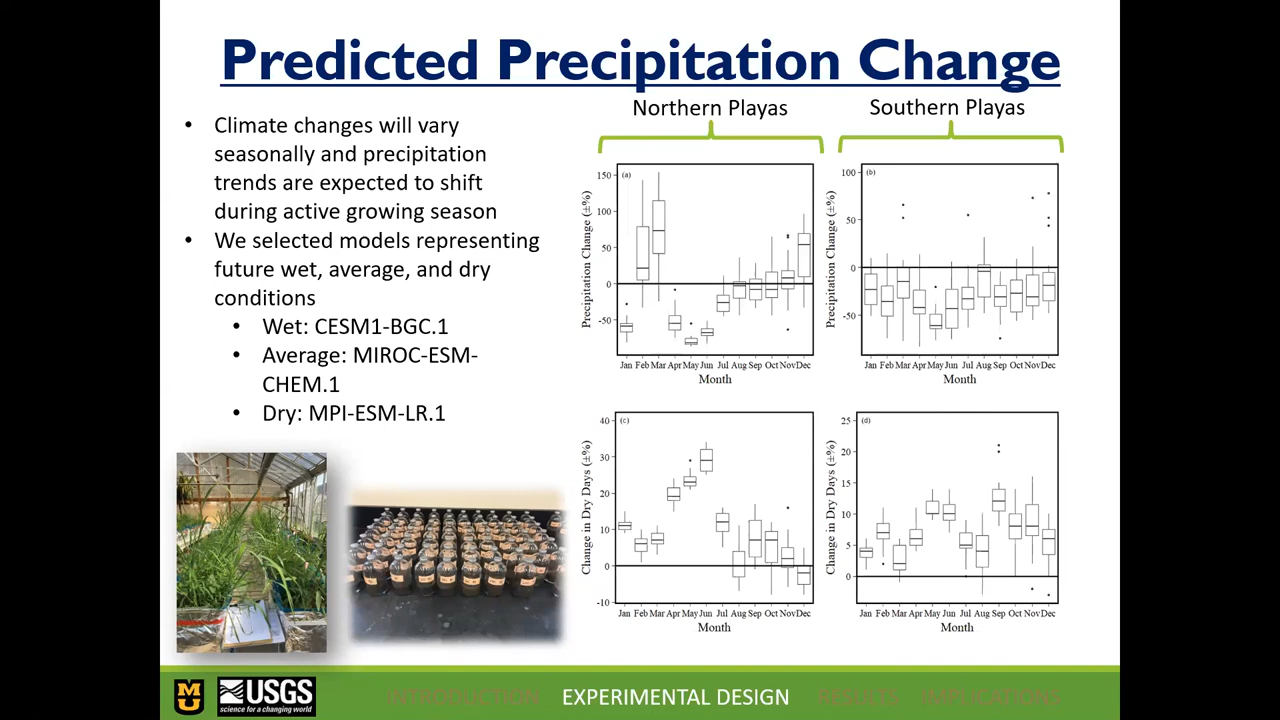 Predicted Precipitation Change
• Climate changes will vary
seasonally and precipitation
trends are expected to shift
during active growing season
• We selected models representing
future wet, average, and dry
conditions
• Wet: CESM1-BGC.1
• Average: MIROC-ESM-
CHEM.1
• Dry: MPI-ESM-LR.1
Northern Playas
Southern Playas
(a)
Precipitation Change (±%)
150
100
50
0
-50
Jan Feb Mar Apr May Jun Jul Aug Sep Oct Nov Dec
Month
(b)
Precipitation Change (±%)
100
50
0
-50
Jan Feb Mar Apr May Jun Jul Aug Sep Oct Nov Dec
Month
(c)
Change in Dry Days (±%)
40
30
20
10
0
-10
Jan Feb Mar Apr May Jun Jul Aug Sep Oct Nov Dec
Month
(d)
Change in Dry Days (±%)
25
20
15
10
5
0
Jan Feb Mar Apr May Jun Jul Aug Sep Oct Nov Dec
Month
MU
USGS
science for a changing world
INTRODUCTION EXPERIMENTAL DESIGN RESULTS IMPLICATIONS